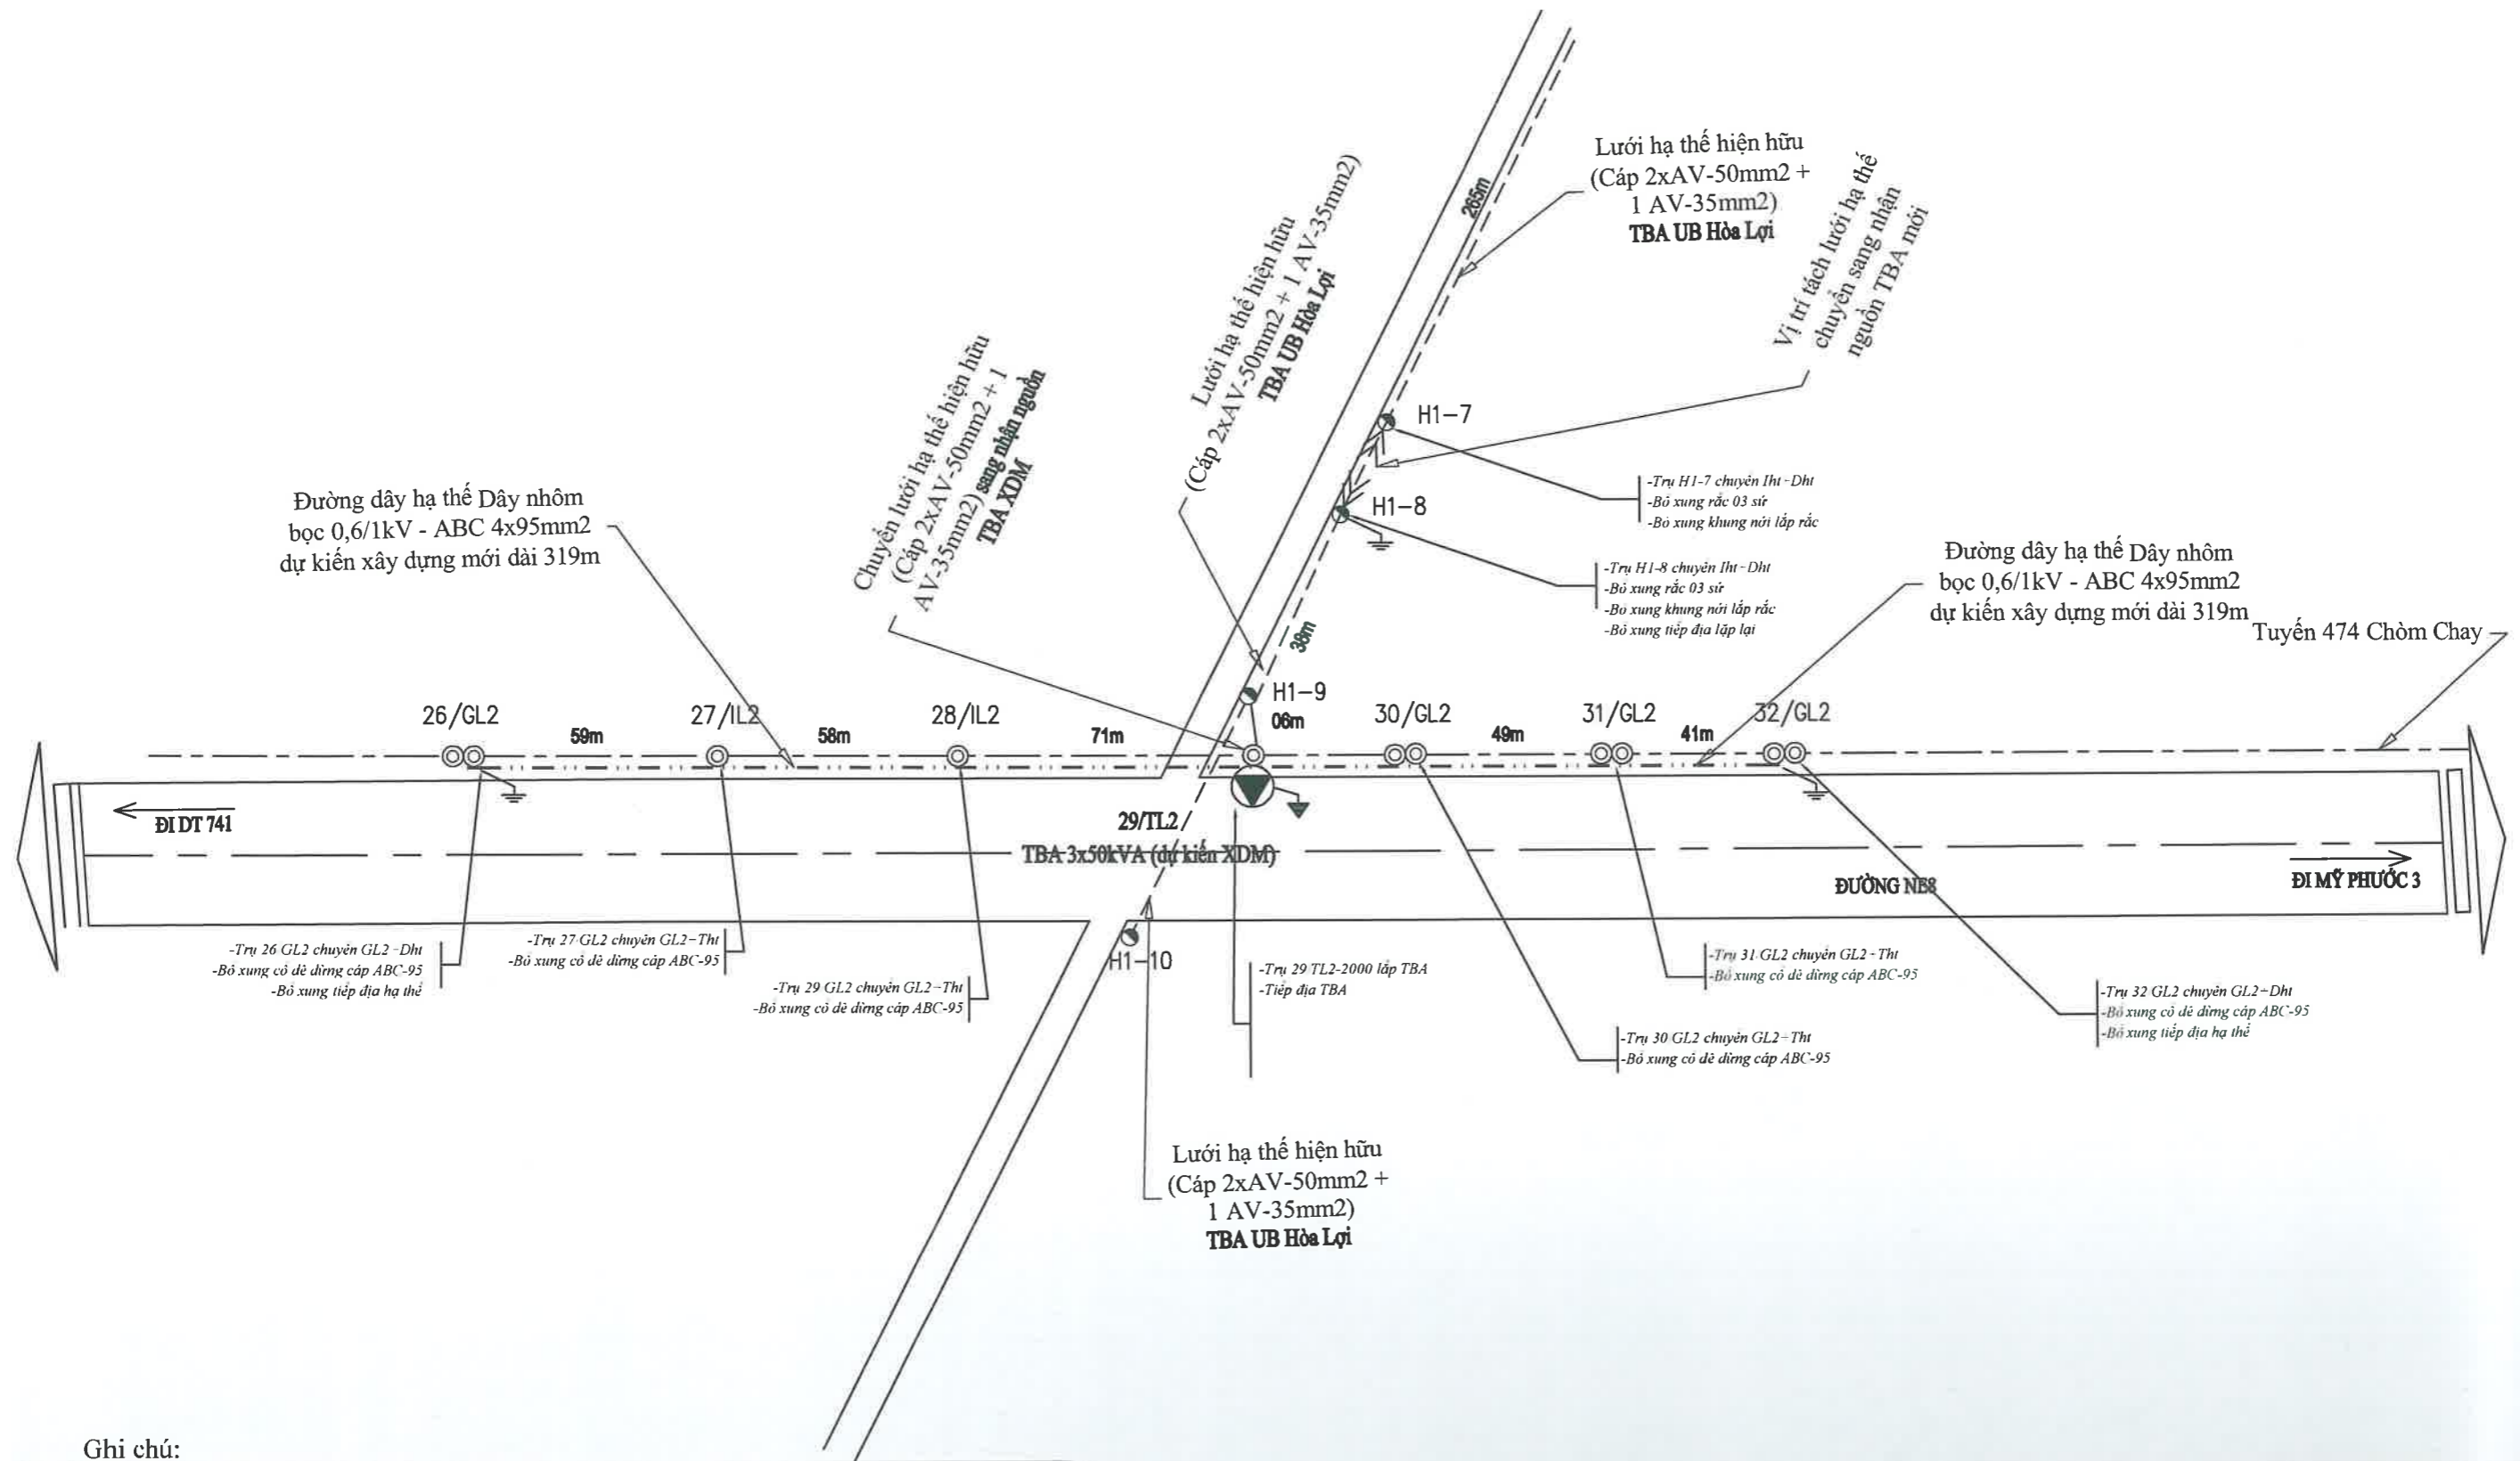 Lưới hạ thế hiện hữu
(Cáp 2xAV-50mm2 +
1 AV-35mm2)
TBA UB Hòa Lợi
265m
Vị trí tách lưới hạ thế
chuyển sang nhận
nguồn TBA mới
Lưới hạ thế hiện hữu
(Cáp 2xAV-50mm2 + 1 AV-35mm2)
TBA UB Hòa Lợi
Chuyển lưới hạ thế hiện hữu
(Cáp 2xAV-50mm2 + 1
AV-35mm2) sang nhận nguồn
TBA XDM
H1-7
-Trụ H1-7 chuyển Iht-Dht
-Bổ xung rắc 03 sứ
-Bổ xung khung nới lắp rắc
H1-8
-Trụ H1-8 chuyển Iht-Dht
-Bổ xung rắc 03 sứ
-Bổ xung khung nới lắp rắc
-Bổ xung tiếp địa lặp lại
Đường dây hạ thế Dây nhôm
bọc 0,6/1kV - ABC 4x95mm2
dự kiến xây dựng mới dài 319m
Đường dây hạ thế Dây nhôm
bọc 0,6/1kV - ABC 4x95mm2
dự kiến xây dựng mới dài 319m
Tuyến 474 Chòm Chay
38m
H1-9
06m
26/GL2
59m
27/IL2
58m
28/IL2
71m
30/GL2
49m
31/GL2
41m
32/GL2
ĐI DT 741
29/TL2
TBA 3x50kVA (dự kiến XDM)
ĐƯỜNG NE8
ĐI MỸ PHƯỚC 3
-Trụ 26 GL2 chuyển GL2-Dht
-Bổ xung cổ dê dừng cáp ABC-95
-Bổ xung tiếp địa hạ thế
-Trụ 27 GL2 chuyển GL2-Tht
-Bổ xung cổ dê dừng cáp ABC-95
-Trụ 29 GL2 chuyển GL2-Tht
-Bổ xung cổ dê dừng cáp ABC-95
H1-10
-Trụ 29 TL2-2000 lắp TBA
-Tiếp địa TBA
-Trụ 31 GL2 chuyển GL2-Tht
-Bổ xung cổ dê dừng cáp ABC-95
-Trụ 30 GL2 chuyển GL2-Tht
-Bổ xung cổ dê dừng cáp ABC-95
-Trụ 32 GL2 chuyển GL2-Dht
-Bổ xung cổ dê dừng cáp ABC-95
-Bổ xung tiếp địa hạ thế
Lưới hạ thế hiện hữu
(Cáp 2xAV-50mm2 +
1 AV-35mm2)
TBA UB Hòa Lợi
Ghi chú: